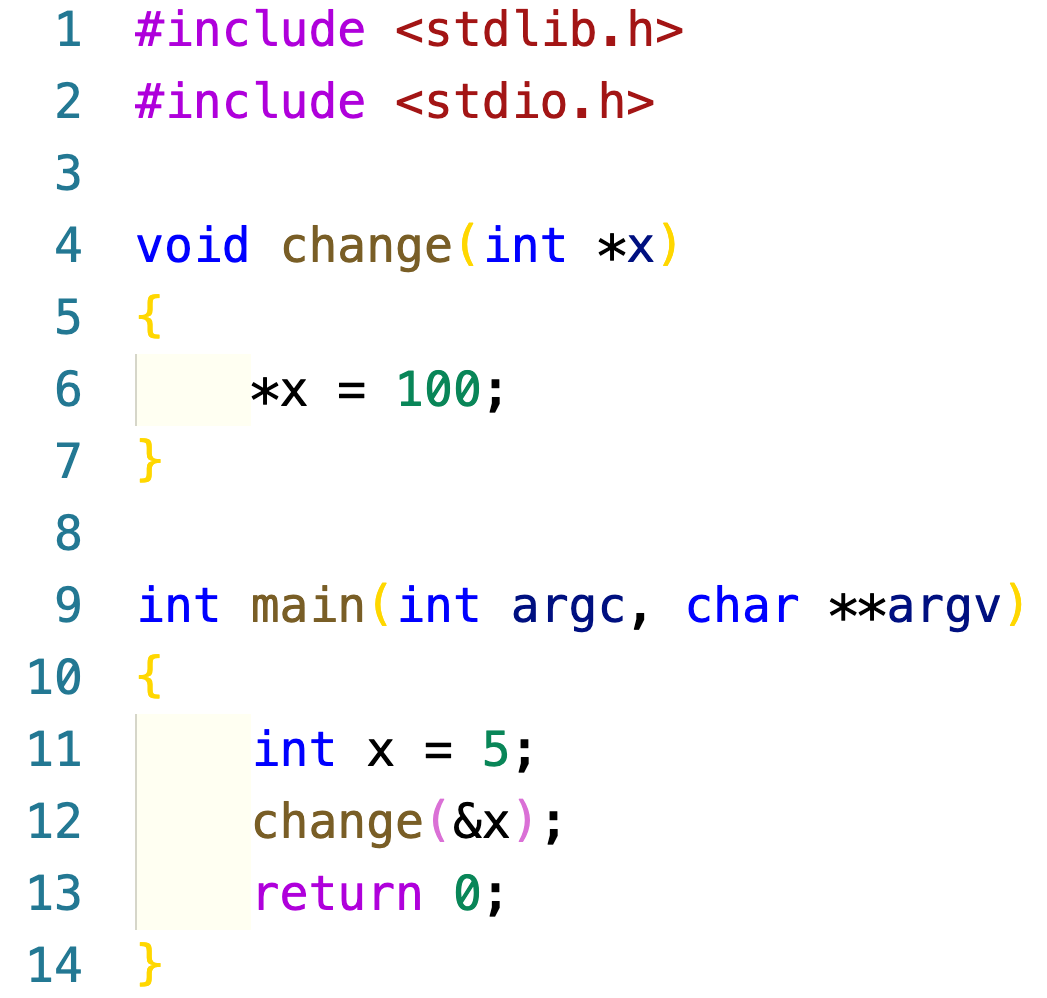 1 #include <stdlib.h>
2 #include <stdio.h>
3
4 void change(int *x)
5 {
6     *x = 100;
7 }
8
9 int main(int argc, char **argv)
10 {
11     int x = 5;
12     change(&x);
13     return 0;
14 }